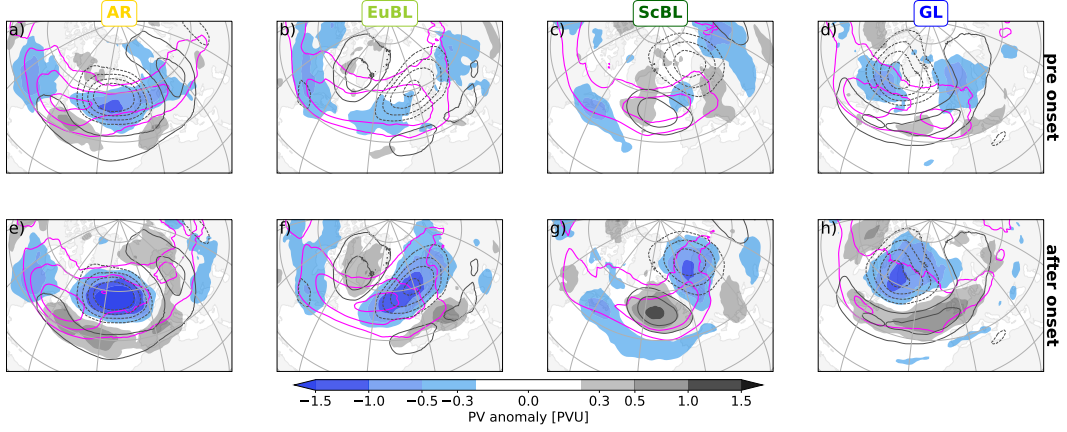 AR EuBL ScBL GL
a) b) c) d)
pre onset
e) f) g) h)
after onset
−1.5 −1.0 −0.5 −0.3 0.0 0.3 0.5 1.0 1.5
PV anomaly [PVU]